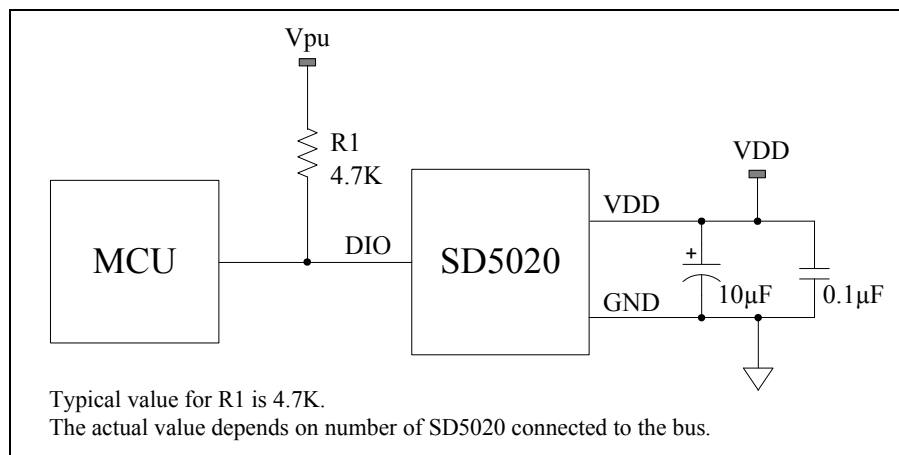 Vpu
R1
4.7K
VDD
MCU
DIO
SD5020
VDD
GND
+
10μF
0.1μF
Typical value for R1 is 4.7K.
The actual value depends on number of SD5020 connected to the bus.